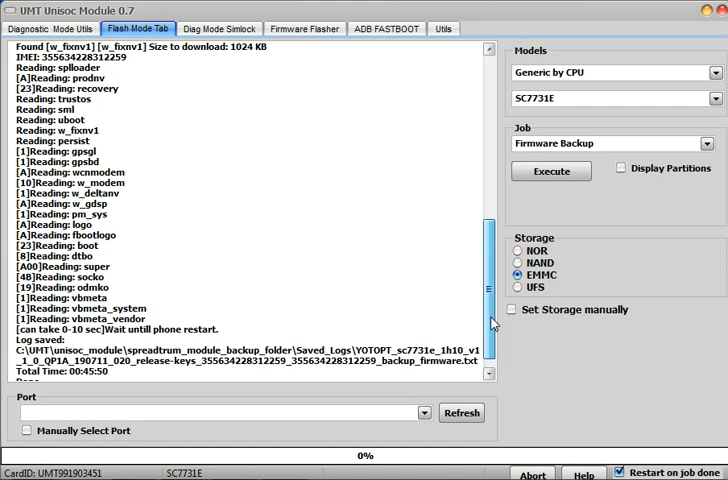 UMT Unisoc Module 0.7
Diagnostic Mode Utils
Flash Mode Tab
Diag Mode Simlock
Firmware Flasher
ADB FASTBOOT
Utils
Found [w_fixnv1] [w_fixnv1] Size to download: 1024 KB
IMEI: 355634228312259
Reading: splloader
[A]Reading: prodnv
[23]Reading: recovery
Reading: trustos
Reading: sml
Reading: uboot
Reading: w_fixnv1
Reading: persist
[1]Reading: gpsgl
[1]Reading: gpsbd
[A]Reading: wcnmodem
[10]Reading: w_modem
[1]Reading: w_deltanv
[A]Reading: w_gdsp
[1]Reading: pm_sys
[A]Reading: logo
[A]Reading: fbootlogo
[23]Reading: boot
[8]Reading: dtbo
[A00]Reading: super
[4B]Reading: socko
[19]Reading: odmko
[1]Reading: vbmeta
[1]Reading: vbmeta_system
[1]Reading: vbmeta_vendor
[can take 0-10 sec]Wait untill phone restart.
Log saved:
C:\UMT\unisoc_module\spreadtrum_module_backup_folder\Saved_Logs\YOTOPT_sc7731e_1h10_v1
_1_0_QP1A_190711_020_release-keys_355634228312259_355634228312259_backup_firmware.txt
Total Time: 00:45:50
Done
Models
Generic by CPU
SC7731E
Job
Firmware Backup
Execute
Display Partitions
Storage
NOR
NAND
EMMC
UFS
Set Storage manually
Port
Refresh
Manually Select Port
0%
CardID: UMT991903451
SC7731E
Abort
Help
Restart on job done